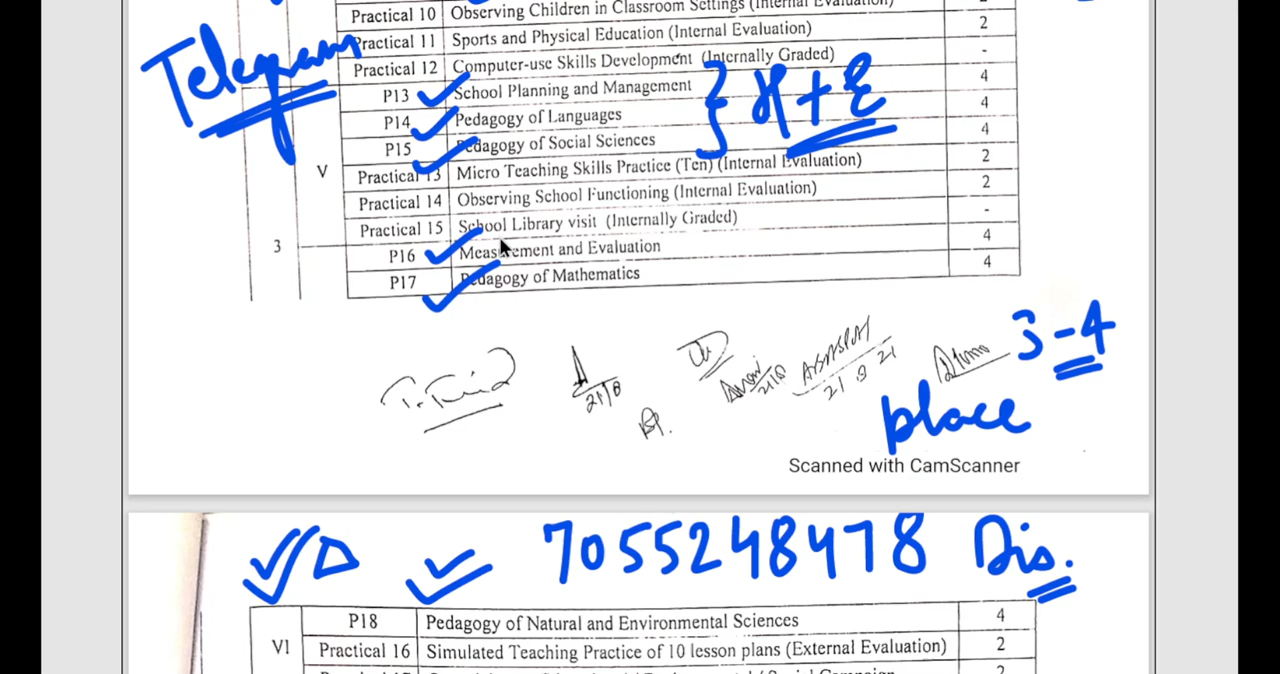 Practical 10 Observing Children in Classroom Settings (Internal Evaluation)
Telegram
Practical 11 Sports and Physical Education (Internal Evaluation) 2
Practical 12 Computer-use Skills Development (Internally Graded) -
P13 School Planning and Management 4
P14 Pedagogy of Languages 4
H + E
P15 Pedagogy of Social Sciences 4
V
Practical 13 Micro Teaching Skills Practice (Ten) (Internal Evaluation) 2
Practical 14 Observing School Functioning (Internal Evaluation) 2
Practical 15 School Library visit (Internally Graded) -
3
P16 Measurement and Evaluation 4
P17 Pedagogy of Mathematics 4
3-4
place
21/8
Scanned with CamScanner
7055248478 Dis.
VI
P18 Pedagogy of Natural and Environmental Sciences 4
Practical 16 Simulated Teaching Practice of 10 lesson plans (External Evaluation) 2